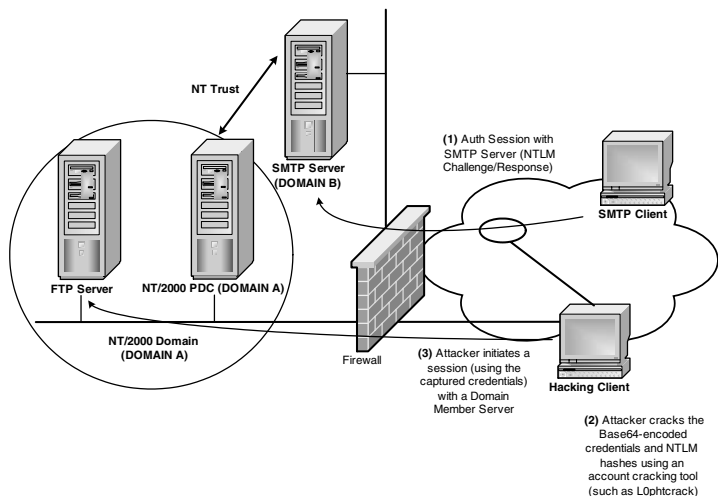 NT Trust
(1) Auth Session with
SMTP Server (NTLM
Challenge/Response)
SMTP Server
(DOMAIN B)
SMTP Client
FTP Server
NT/2000 PDC (DOMAIN A)
NT/2000 Domain
(DOMAIN A)
Firewall
(3) Attacker initiates a
session (using the
captured credentials)
with a Domain
Member Server
Hacking Client
(2) Attacker cracks the
Base64-encoded
credentials and NTLM
hashes using an
account cracking tool
(such as L0phtcrack)